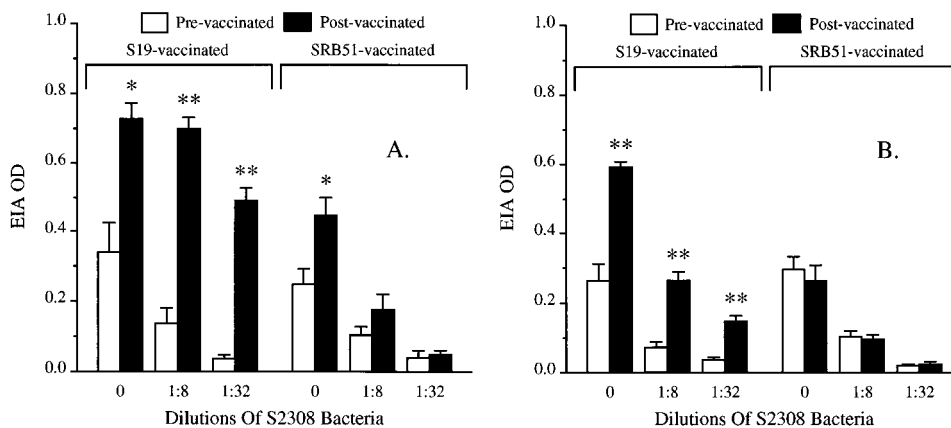 Pre-vaccinated Post-vaccinated
S19-vaccinated SRB51-vaccinated
1.0
0.8
0.6
0.4
0.2
0.0
EIA OD
* ** ** *
A.
0 1:8 1:32 0 1:8 1:32
Dilutions Of S2308 Bacteria
Pre-vaccinated Post-vaccinated
S19-vaccinated SRB51-vaccinated
1.0
0.8
0.6
0.4
0.2
0.0
EIA OD
** ** **
B.
0 1:8 1:32 0 1:8 1:32
Dilutions Of S2308 Bacteria